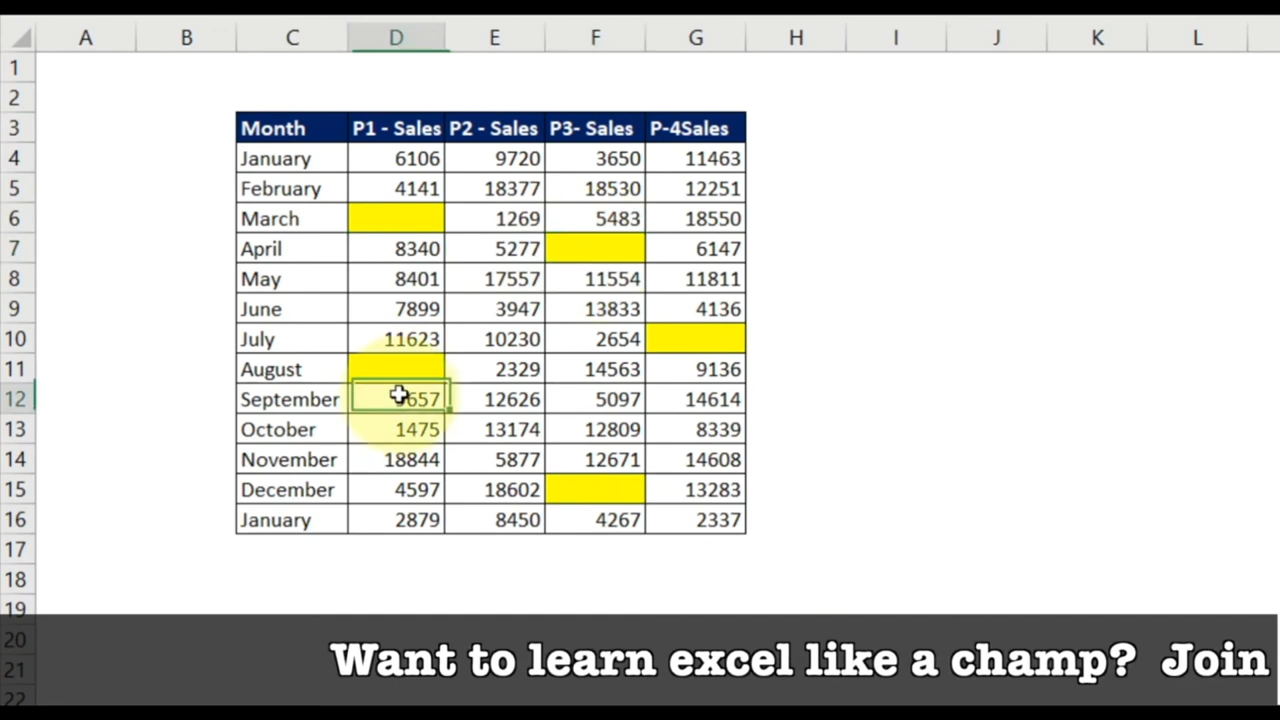 A B C D E F G H I J K L
1
2
3 Month P1 - Sales P2 - Sales P3- Sales P-4Sales
4 January 6106 9720 3650 11463
5 February 4141 18377 18530 12251
6 March 1269 5483 18550
7 April 8340 5277 6147
8 May 8401 17557 11554 11811
9 June 7899 3947 13833 4136
10 July 11623 10230 2654
11 August 2329 14563 9136
12 September 12626 5097 14614
13 October 1475 13174 12809 8339
14 November 18844 5877 12671 14608
15 December 4597 18602 13283
16 January 2879 8450 4267 2337
17
18
19
20
21
22
Want to learn excel like a champ? Join